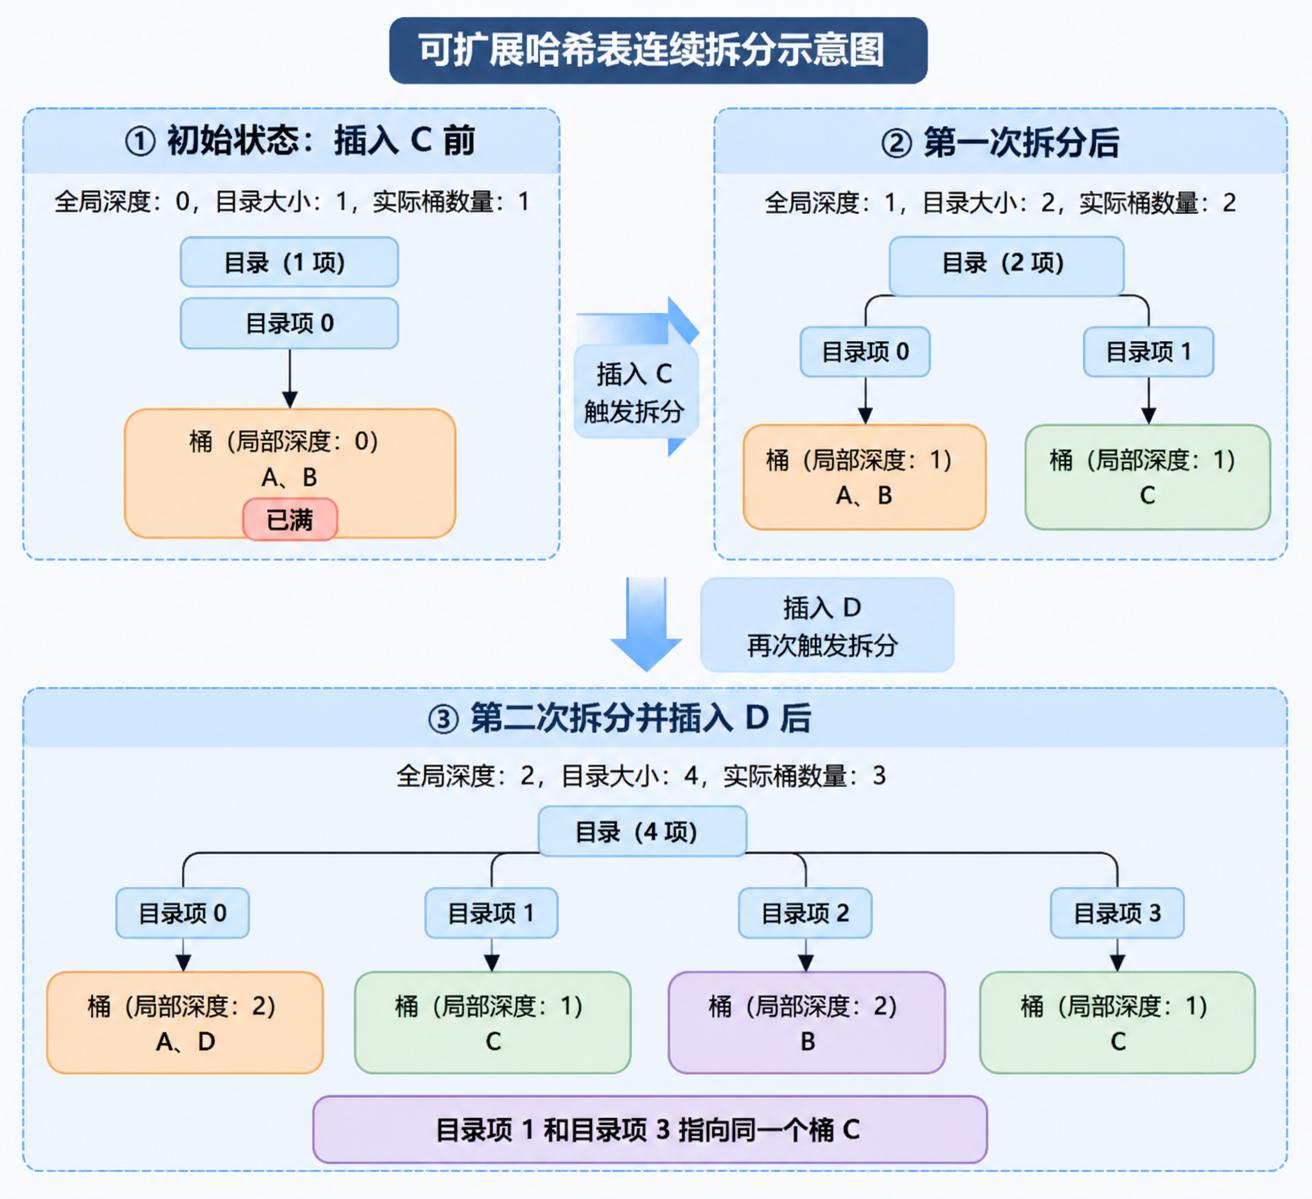 可扩展哈希表连续拆分示意图
① 初始状态：插入 C 前
全局深度：0，目录大小：1，实际桶数量：1
目录（1 项）
目录项 0
桶（局部深度：0）
A、B
已满
插入 C
触发拆分
② 第一次拆分后
全局深度：1，目录大小：2，实际桶数量：2
目录（2 项）
目录项 0
目录项 1
桶（局部深度：1）
A、B
桶（局部深度：1）
C
插入 D
再次触发拆分
③ 第二次拆分并插入 D 后
全局深度：2，目录大小：4，实际桶数量：3
目录（4 项）
目录项 0
目录项 1
目录项 2
目录项 3
桶（局部深度：2）
A、D
桶（局部深度：1）
C
桶（局部深度：2）
B
桶（局部深度：1）
C
目录项 1 和目录项 3 指向同一个桶 C